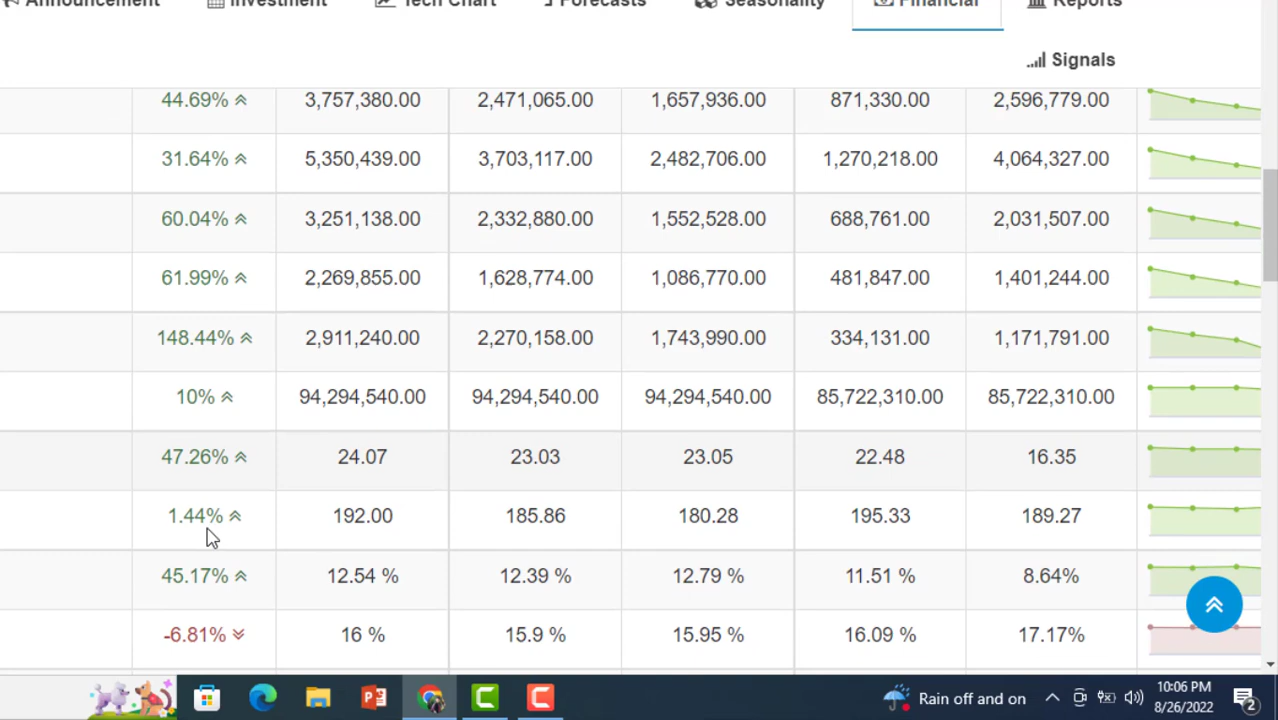 Announcement Investment Tech Chart Forecasts Seasonality Financial Reports
Signals
44.69% 3,757,380.00 2,471,065.00 1,657,936.00 871,330.00 2,596,779.00
31.64% 5,350,439.00 3,703,117.00 2,482,706.00 1,270,218.00 4,064,327.00
60.04% 3,251,138.00 2,332,880.00 1,552,528.00 688,761.00 2,031,507.00
61.99% 2,269,855.00 1,628,774.00 1,086,770.00 481,847.00 1,401,244.00
148.44% 2,911,240.00 2,270,158.00 1,743,990.00 334,131.00 1,171,791.00
10% 94,294,540.00 94,294,540.00 94,294,540.00 85,722,310.00 85,722,310.00
47.26% 24.07 23.03 23.05 22.48 16.35
1.44% 192.00 185.86 180.28 195.33 189.27
45.17% 12.54 % 12.39 % 12.79 % 11.51 % 8.64%
-6.81% 16 % 15.9 % 15.95 % 16.09 % 17.17%
Rain off and on
10:06 PM
8/26/2022
2